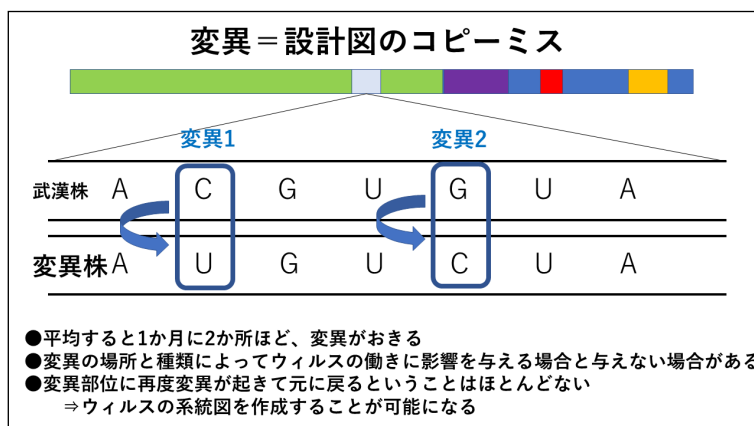 変異＝設計図のコピーミス
変異1 変異2
武漢株 A C G U G U A
変異株 A U G U C U A
●平均すると1か月に2か所ほど、変異がおきる
●変異の場所と種類によってウィルスの働きに影響を与える場合と与えない場合がある
●変異部位に再度変異が起きて元に戻るということはほとんどない
⇒ウィルスの系統図を作成することが可能になる